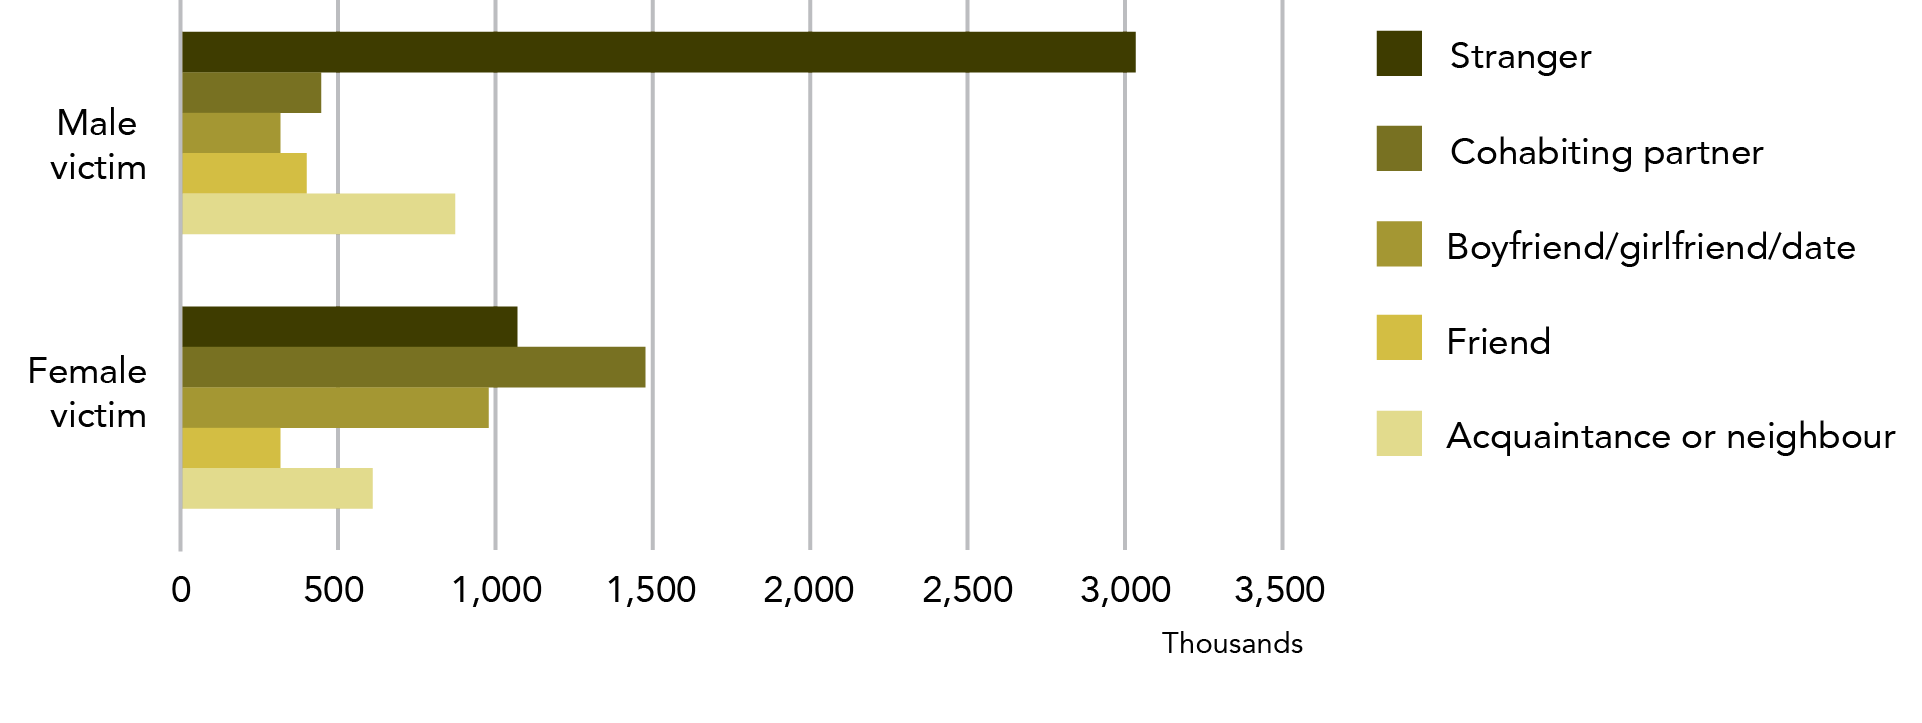 Male
victim
Female
victim
0 500 1,000 1,500 2,000 2,500 3,000 3,500
Thousands
Stranger
Cohabiting partner
Boyfriend/girlfriend/date
Friend
Acquaintance or neighbour